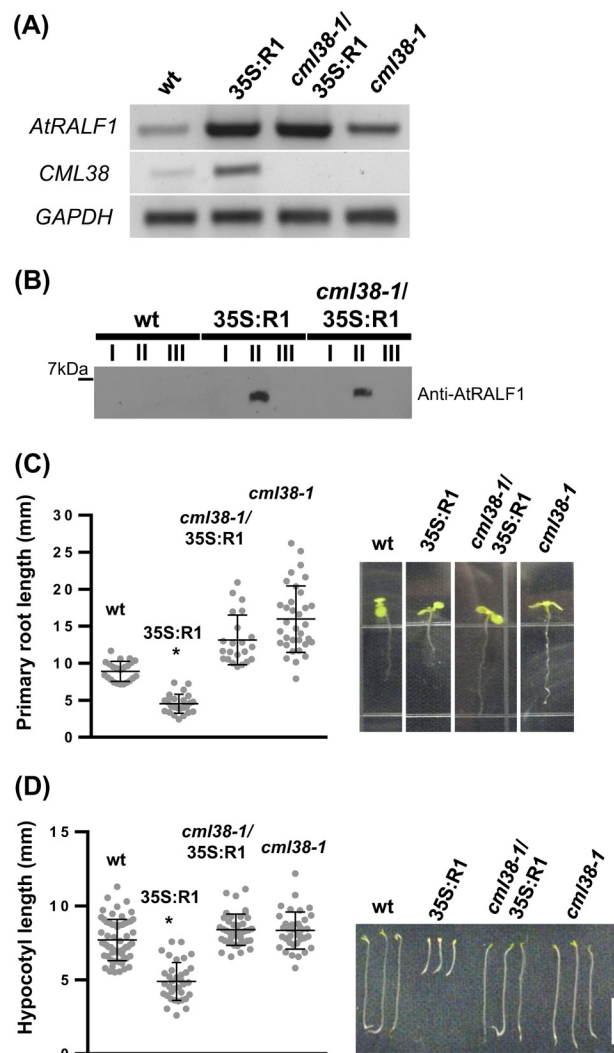 (A)
wt 35S:R1 cml38-1/ 35S:R1 cml38-1
AtRALF1
CML38
GAPDH
(B)
wt 35S:R1 cml38-1/ 35S:R1
I II III I II III I II III
7kDa
Anti-AtRALF1
(C)
Primary root length (mm)
30
25
20
15
10
5
0
wt
35S:R1
*
cml38-1/
35S:R1
cml38-1
wt 35S:R1 cml38-1/ 35S:R1 cml38-1
(D)
Hypocotyl length (mm)
15
10
5
0
wt
35S:R1
*
cml38-1/
35S:R1
cml38-1
wt 35S:R1 cml38-1/ 35S:R1 cml38-1